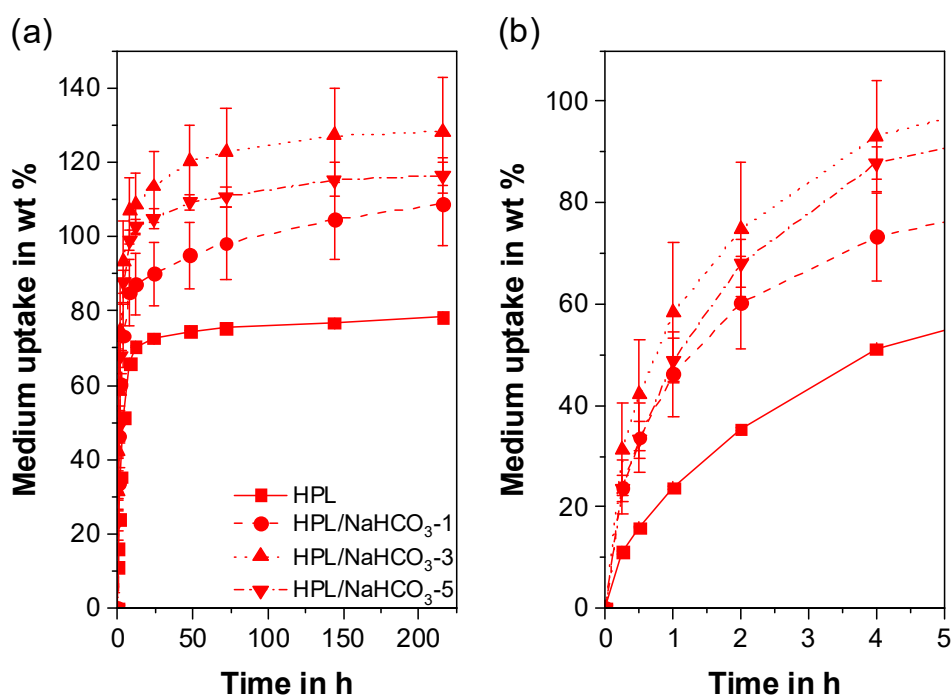 (a)
(b)
Medium uptake in wt %
140
120
100
80
60
40
20
0
HPL
HPL/NaHCO₃-1
HPL/NaHCO₃-3
HPL/NaHCO₃-5
0 50 100 150 200
Time in h
Medium uptake in wt %
100
80
60
40
20
0
0 1 2 3 4 5
Time in h